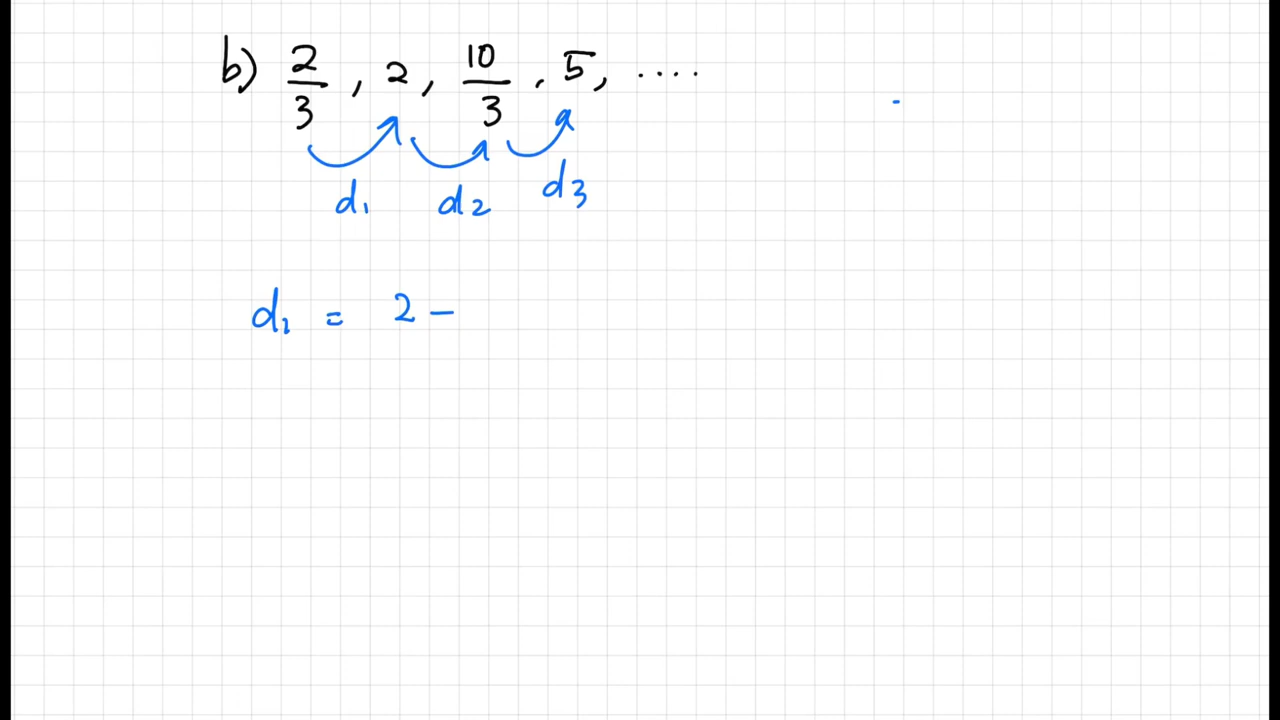 b) 2/3 , 2, 10/3 , 5, ....
d1 d2 d3
d1 = 2 -